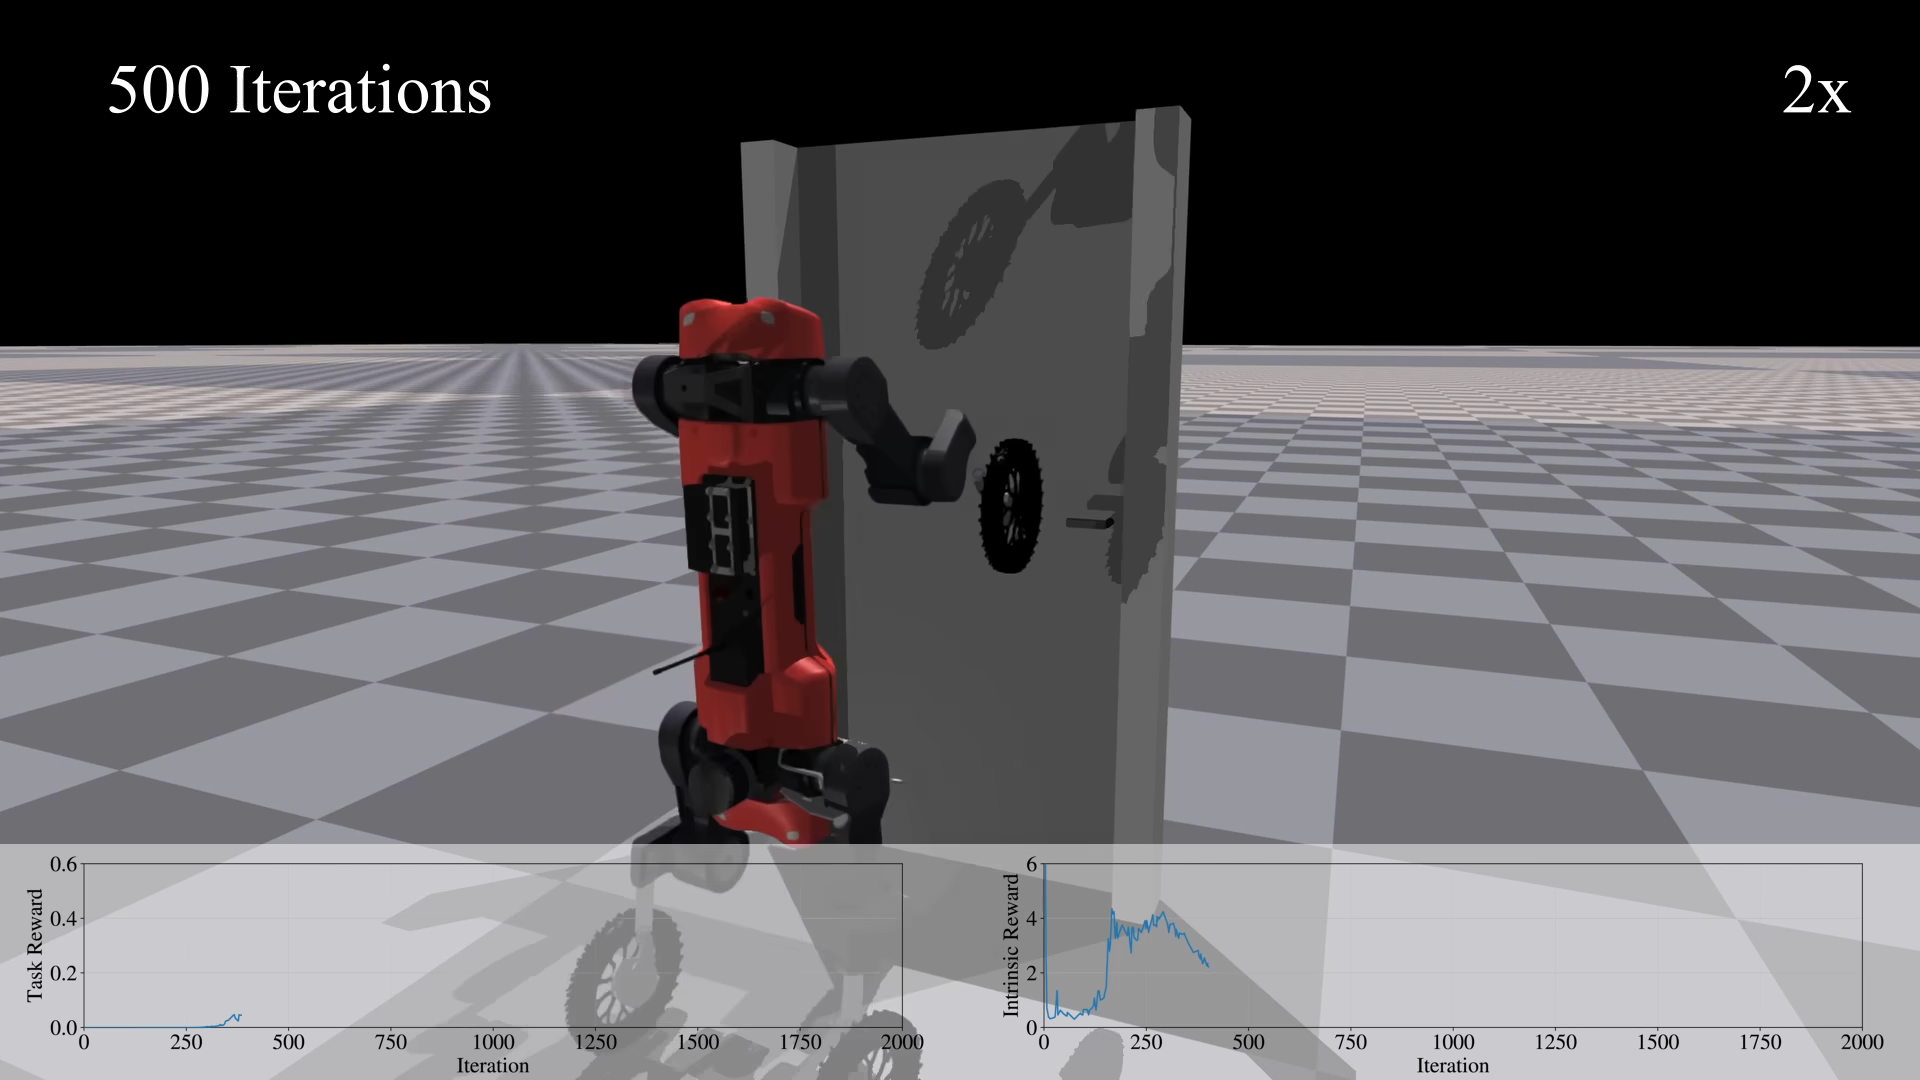 500 Iterations
2x
0.6
0.4
0.2
0.0
Task Reward
0 250 500 750 1000 1250 1500 1750 2000
Iteration
6
4
2
0
Intrinsic Reward
0 250 500 750 1000 1250 1500 1750 2000
Iteration